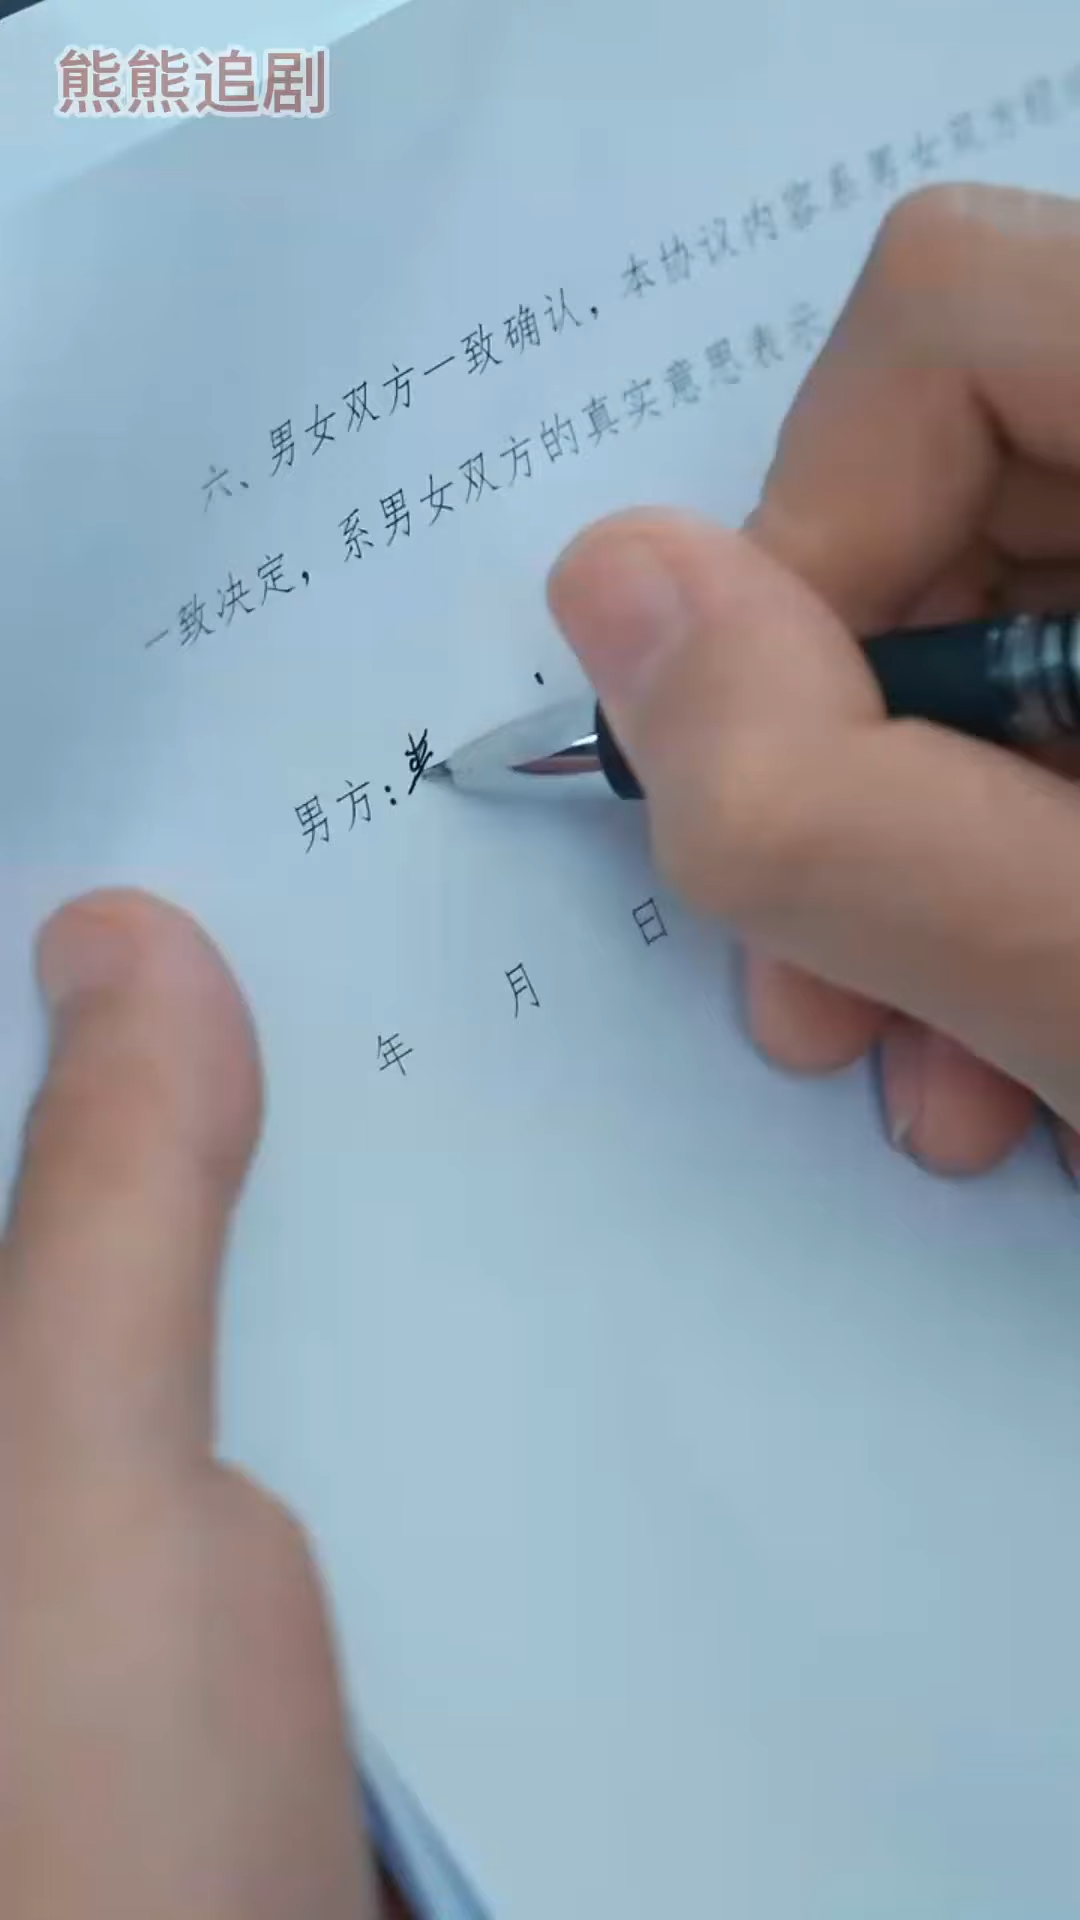 熊熊追剧
六、男女双方一致确认，本协议内容系男女双方经
一致决定，系男女双方的真实意思表示
男方：
年 月 日